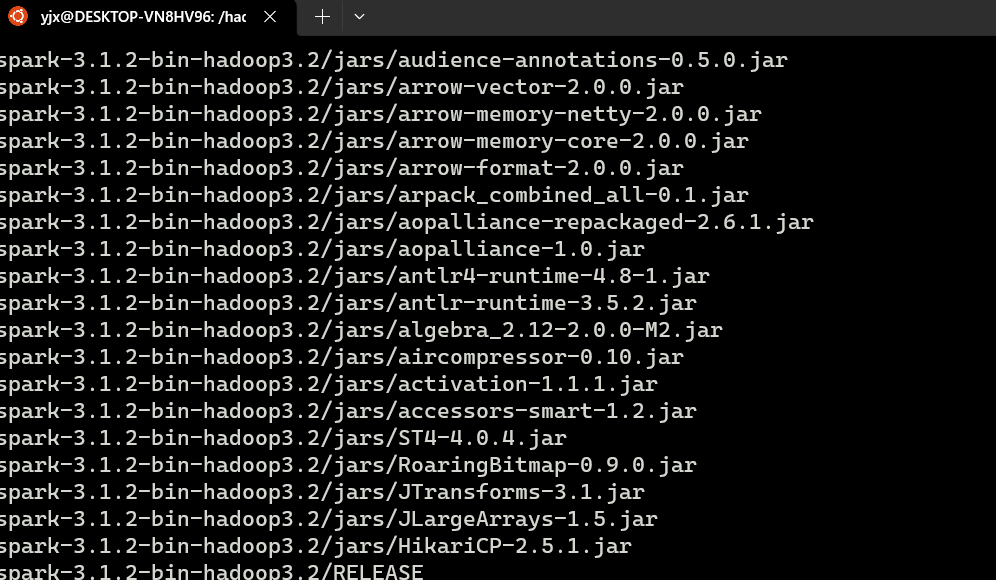 yjx@DESKTOP-VN8HV96: /had
spark-3.1.2-bin-hadoop3.2/jars/audience-annotations-0.5.0.jar
spark-3.1.2-bin-hadoop3.2/jars/arrow-vector-2.0.0.jar
spark-3.1.2-bin-hadoop3.2/jars/arrow-memory-netty-2.0.0.jar
spark-3.1.2-bin-hadoop3.2/jars/arrow-memory-core-2.0.0.jar
spark-3.1.2-bin-hadoop3.2/jars/arrow-format-2.0.0.jar
spark-3.1.2-bin-hadoop3.2/jars/arpack_combined_all-0.1.jar
spark-3.1.2-bin-hadoop3.2/jars/aopalliance-repackaged-2.6.1.jar
spark-3.1.2-bin-hadoop3.2/jars/aopalliance-1.0.jar
spark-3.1.2-bin-hadoop3.2/jars/antlr4-runtime-4.8-1.jar
spark-3.1.2-bin-hadoop3.2/jars/antlr-runtime-3.5.2.jar
spark-3.1.2-bin-hadoop3.2/jars/algebra_2.12-2.0.0-M2.jar
spark-3.1.2-bin-hadoop3.2/jars/aircompressor-0.10.jar
spark-3.1.2-bin-hadoop3.2/jars/activation-1.1.1.jar
spark-3.1.2-bin-hadoop3.2/jars/accessors-smart-1.2.jar
spark-3.1.2-bin-hadoop3.2/jars/ST4-4.0.4.jar
spark-3.1.2-bin-hadoop3.2/jars/RoaringBitmap-0.9.0.jar
spark-3.1.2-bin-hadoop3.2/jars/JTransforms-3.1.jar
spark-3.1.2-bin-hadoop3.2/jars/JLargeArrays-1.5.jar
spark-3.1.2-bin-hadoop3.2/jars/HikariCP-2.5.1.jar
spark-3.1.2-bin-hadoop3.2/RELEASE